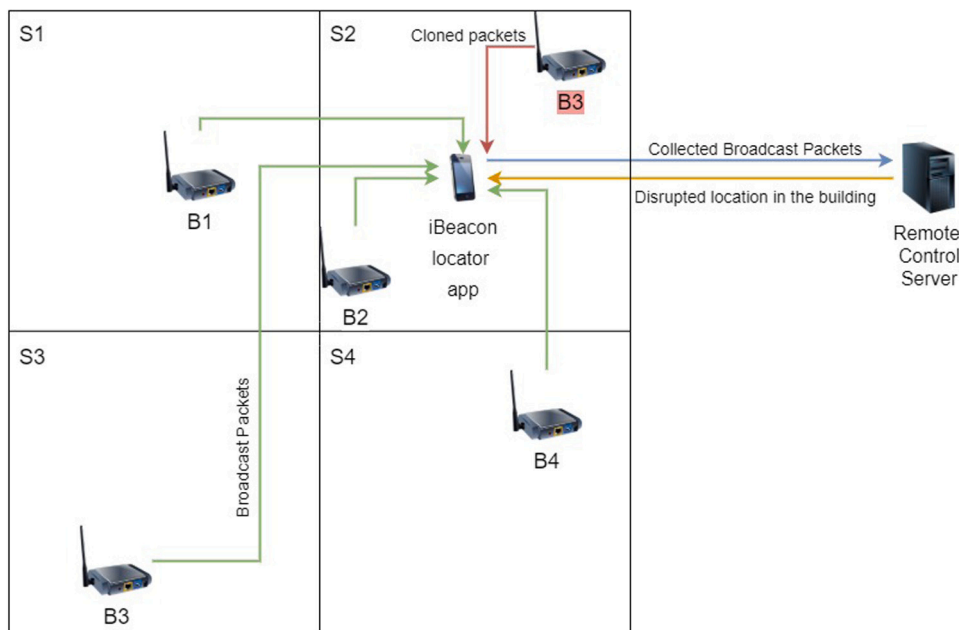 S1
S2
Cloned packets
B3
Collected Broadcast Packets
B1
Disrupted location in the building
iBeacon
locator
app
Remote
Control
Server
B2
S3
S4
Broadcast Packets
B4
B3